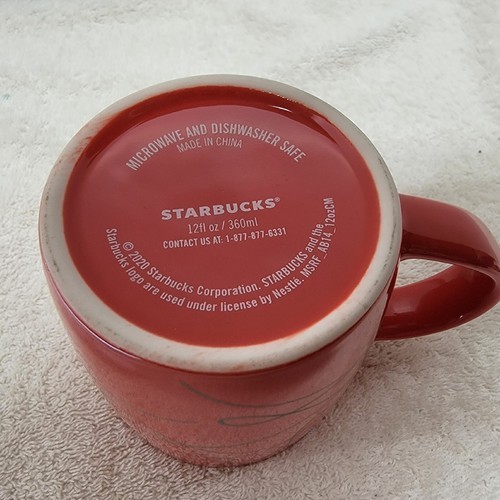 MICROWAVE AND DISHWASHER SAFE
MADE IN CHINA
STARBUCKS®
12fl oz / 360ml
CONTACT US AT: 1-877-877-6331
© 2020 Starbucks Corporation. STARBUCKS and the
Starbucks logo are used under license by Nestlé. MSRF_AB14_12ozCM